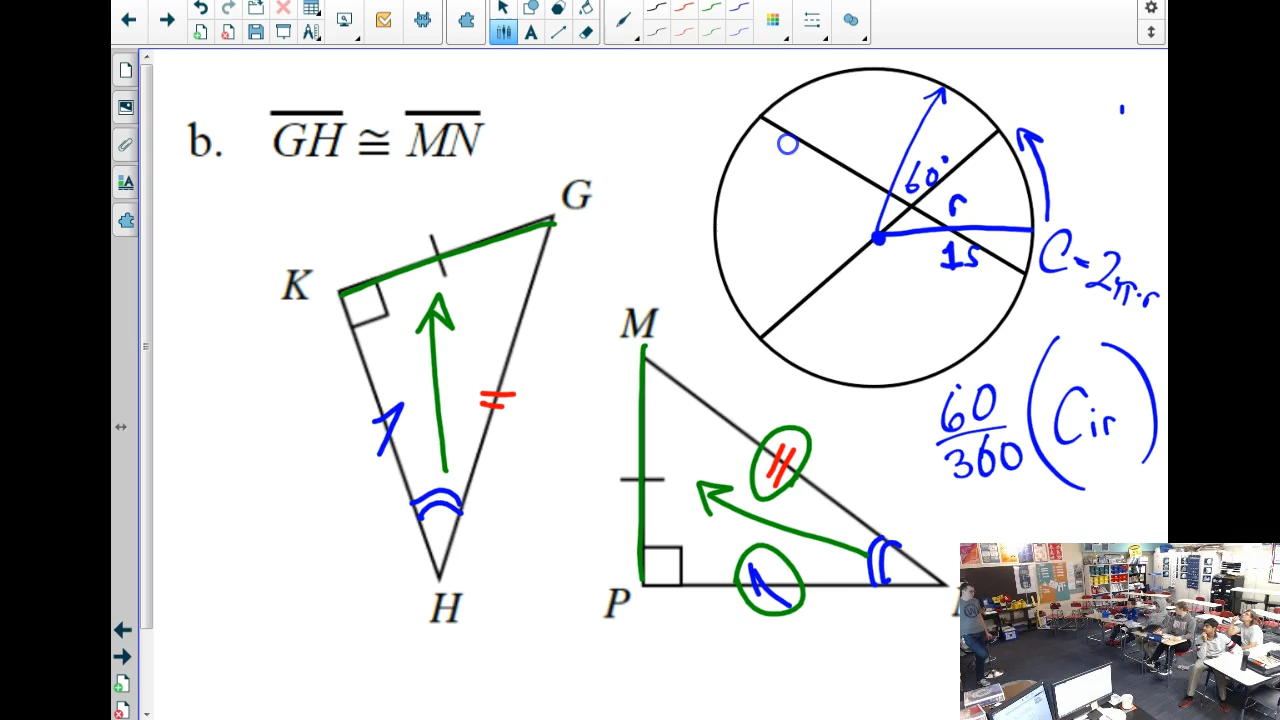 b. GH ≅ MN
G
K
H
M
P
60°
r
15
C = 2π·r
60/360 (Cir)